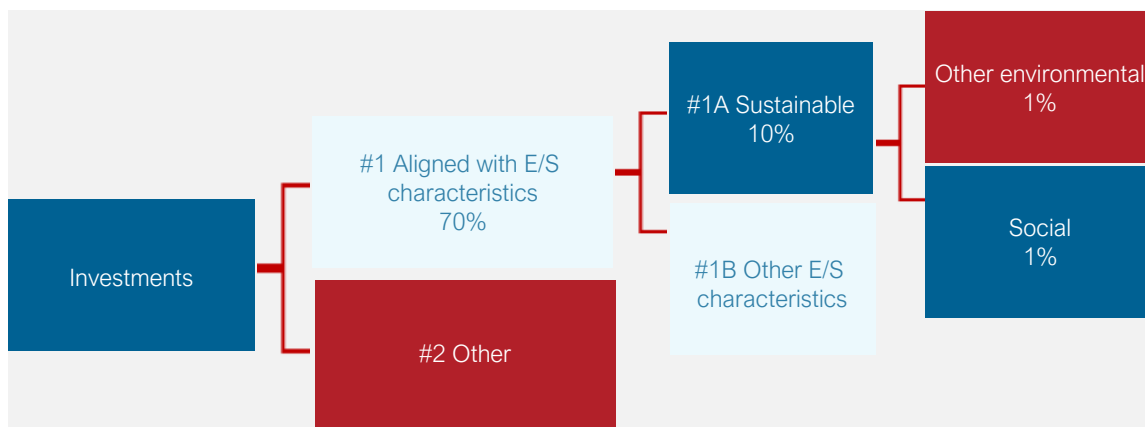 Investments
#1 Aligned with E/S
characteristics
70%
#2 Other
#1A Sustainable
10%
#1B Other E/S
characteristics
Other environmental
1%
Social
1%